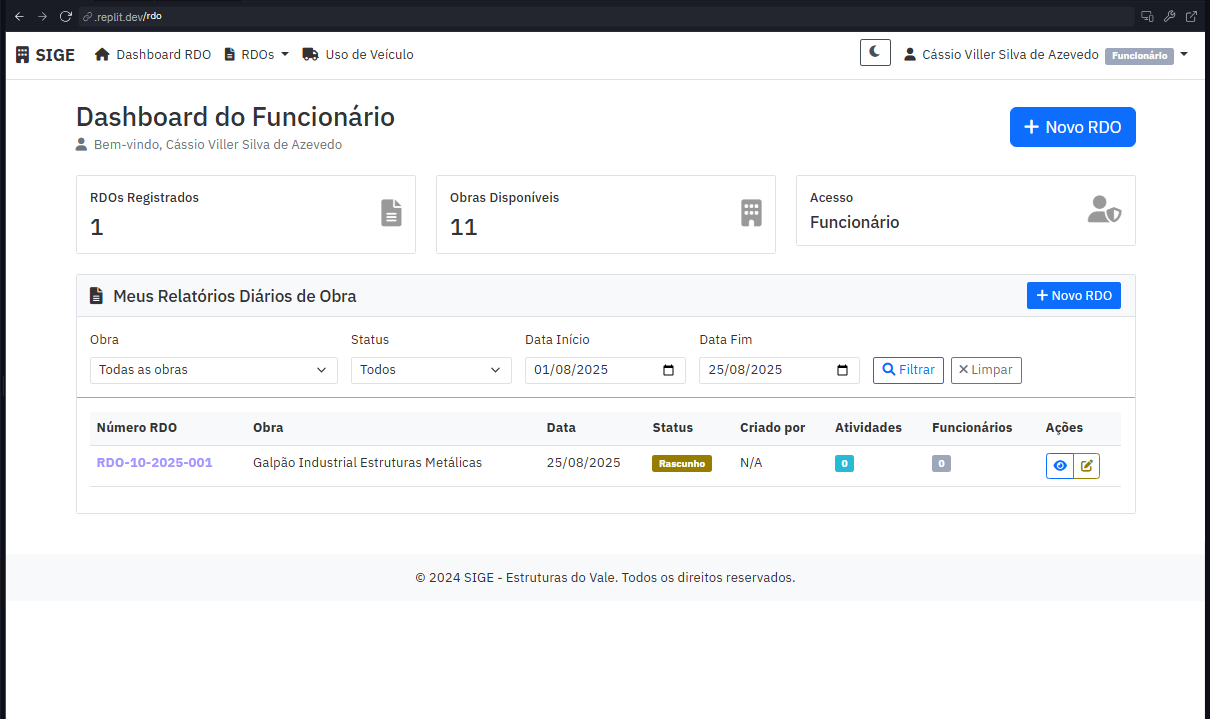 .replit.dev/rdo
SIGE Dashboard RDO RDOs Uso de Veículo Cássio Viller Silva de Azevedo Funcionário
Dashboard do Funcionário
Bem-vindo, Cássio Viller Silva de Azevedo
Novo RDO
RDOs Registrados
1
Obras Disponíveis
11
Acesso
Funcionário
Meus Relatórios Diários de Obra
Novo RDO
Obra Status Data Início Data Fim
Todas as obras Todos 01/08/2025 25/08/2025 Filtrar Limpar
Número RDO Obra Data Status Criado por Atividades Funcionários Ações
RDO-10-2025-001 Galpão Industrial Estruturas Metálicas 25/08/2025 Rascunho N/A 0 0
© 2024 SIGE - Estruturas do Vale. Todos os direitos reservados.